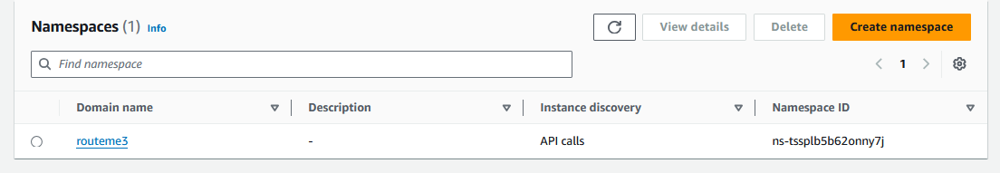 Namespaces (1) Info
View details
Delete
Create namespace
Find namespace
1
Domain name
Description
Instance discovery
Namespace ID
routeme3
-
API calls
ns-tssplb5b62onny7j